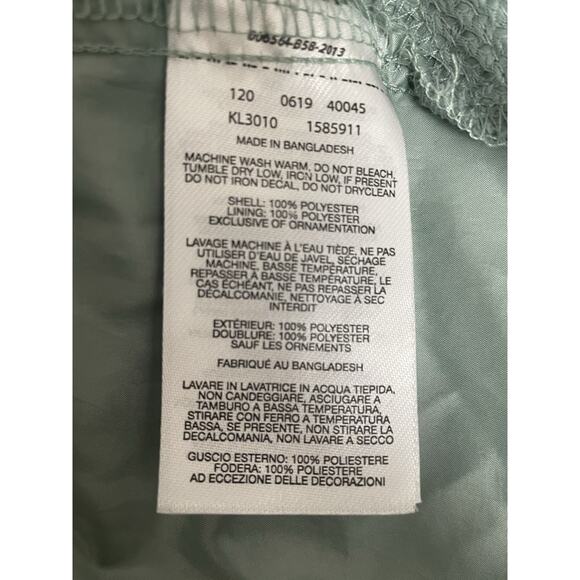 006564-B5B-2013
120 0619 40045
KL3010 1585911
MADE IN BANGLADESH
MACHINE WASH WARM, DO NOT BLEACH,
TUMBLE DRY LOW, IRON LOW, IF PRESENT
DO NOT IRON DECAL, DO NOT DRYCLEAN
SHELL: 100% POLYESTER
LINING: 100% POLYESTER
EXCLUSIVE OF ORNAMENTATION
LAVAGE MACHINE À L'EAU TIÈDE, NE PAS
UTILISER D'EAU DE JAVEL, SÉCHAGE
MACHINE, BASSE TEMPÉRATURE,
REPASSER À BASSE TEMPÉRATURE, LE
CAS ÉCHÉANT, NE PAS REPASSER LA
DÉCALCOMANIE, NETTOYAGE À SEC
INTERDIT
EXTÉRIEUR: 100% POLYESTER
DOUBLURE: 100% POLYESTER
SAUF LES ORNEMENTS
FABRIQUÉ AU BANGLADESH
LAVARE IN LAVATRICE IN ACQUA TIEPIDA,
NON CANDEGGIARE, ASCIUGARE A
TAMBURO A BASSA TEMPERATURA,
STIRARE CON FERRO A TEMPERATURA
BASSA, SE PRESENTE, NON STIRARE LA
DECALCOMANIA, NON LAVARE A SECCO
GUSCIO ESTERNO: 100% POLIESTERE
FODERA: 100% POLIESTERE
AD ECCEZIONE DELLE DECORAZIONI